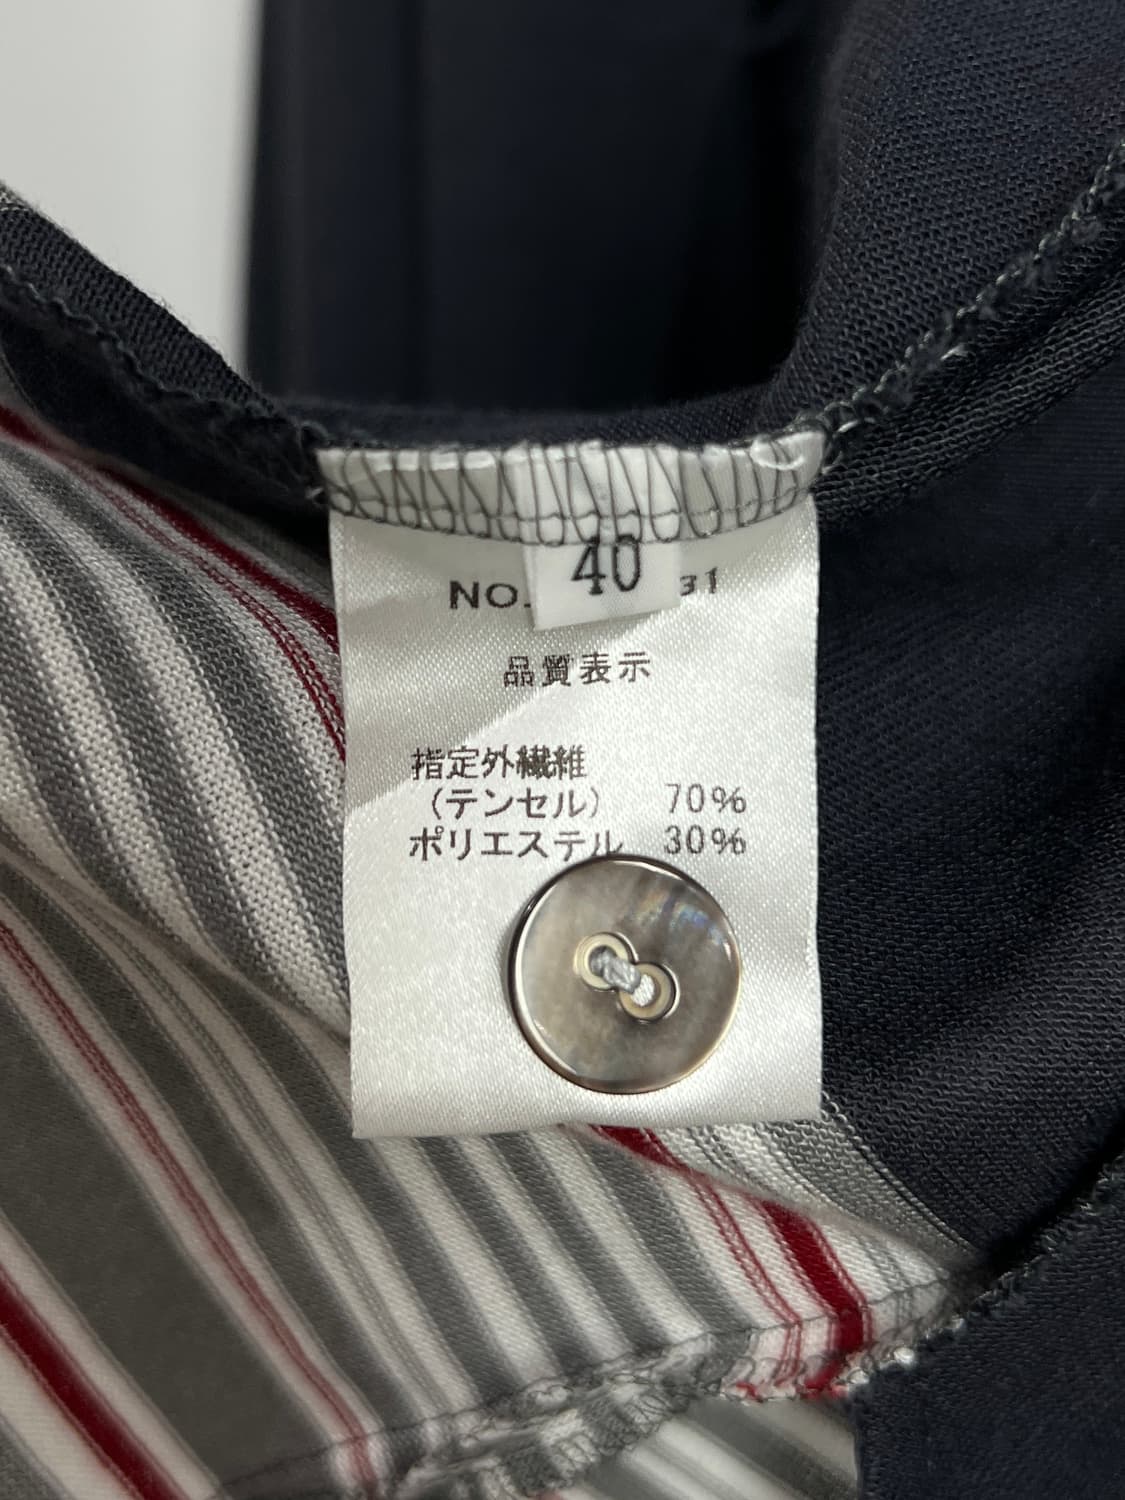 40
NO. 31
品質表示
指定外繊維
（テンセル） 70%
ポリエステル 30%